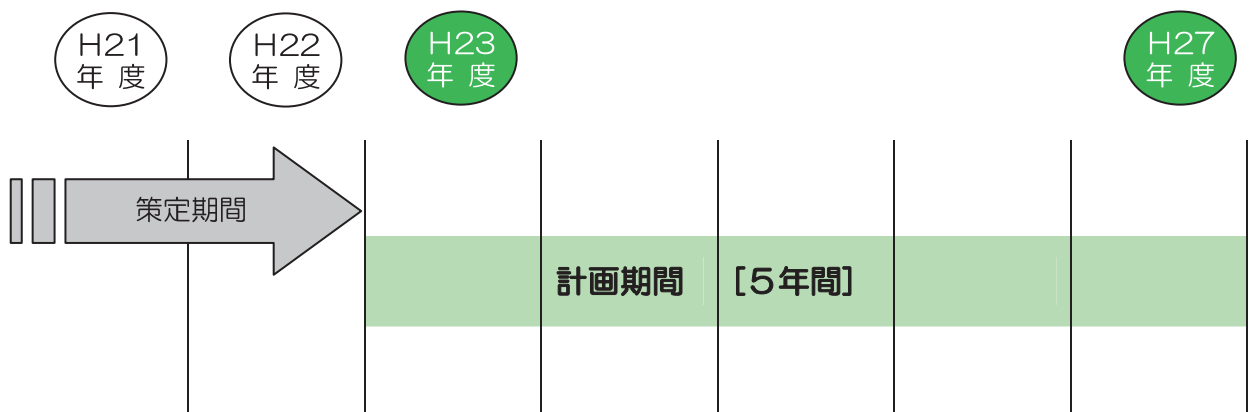 H21
年 度
H22
年 度
H23
年 度
H27
年 度
策定期間
計画期間 [5年間]